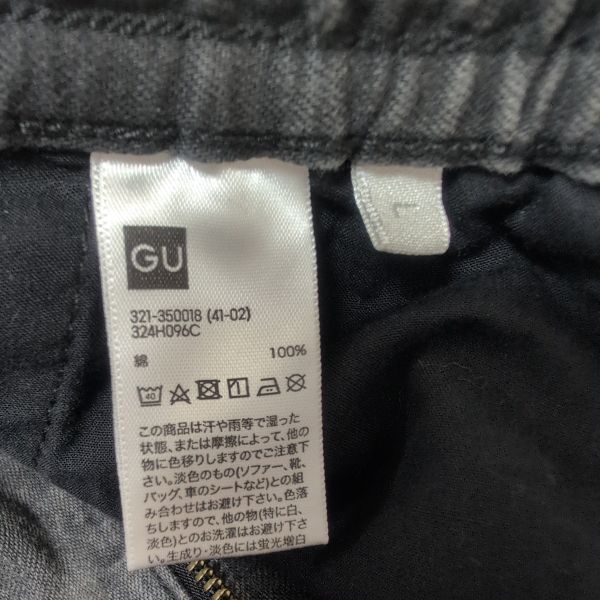 GU
L
321-350018 (41-02)
324H096C
綿 100%
40
この商品は汗や雨等で湿った
状態、または摩擦によって、他の
物に色移りしますのでご注意下
さい。淡色のもの(ソファー、靴、
バッグ、車のシートなど)との組
み合わせはお避け下さい。色落
ちしますので、他の物(特に白、
淡色)とのお洗濯はお避け下さ
い。生成り・淡色には蛍光増白